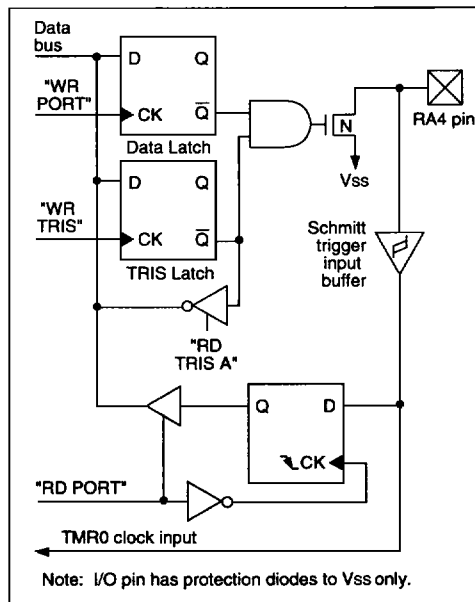 Data
bus
D
Q
"WR
PORT"
CK
Q
N
RA4 pin
Data Latch
Vss
D
Q
"WR
TRIS"
CK
Q
Schmitt
trigger
input
buffer
TRIS Latch
"RD
TRIS A"
Q
D
CK
"RD PORT"
TMR0 clock input
Note: I/O pin has protection diodes to Vss only.